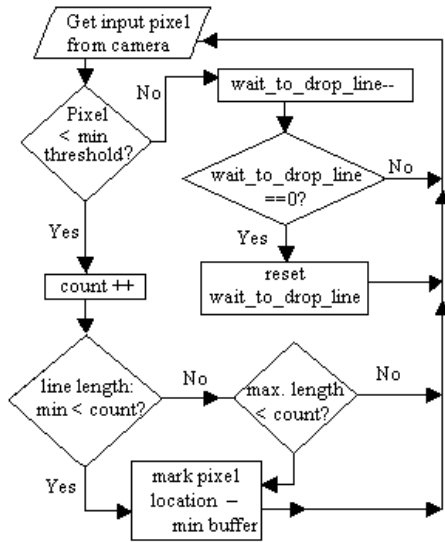 Get input pixel
from camera
No
wait_to_drop_line--
Pixel
< min
threshold?
wait_to_drop_line
==0?
No
Yes
Yes
count ++
reset
wait_to_drop_line
line length:
min < count?
No
max. length
< count?
No
Yes
mark pixel
location –
min buffer